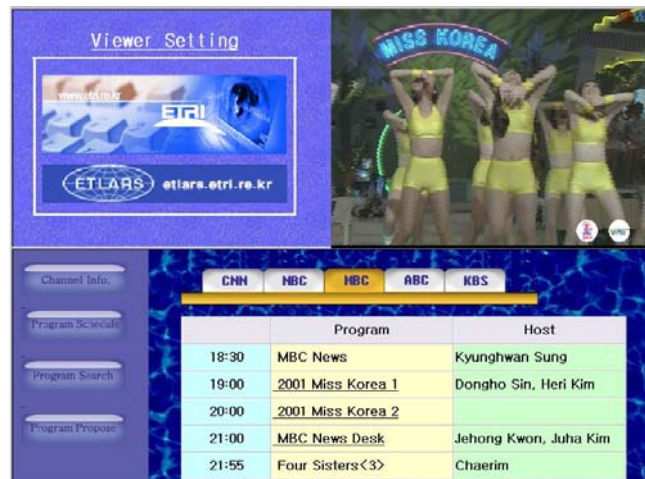 Viewer Setting
www.etri.re.kr
ETRI
ETLARS etlars.etri.re.kr
MISS KOREA
Channel Info.
Program Schedule
Program Search
Program Propose
CNN NBC MBC ABC KBS
Program Host
18:30 MBC News Kyunghwan Sung
19:00 2001 Miss Korea 1 Dongho Sin, Heri Kim
20:00 2001 Miss Korea 2
21:00 MBC News Desk Jehong Kwon, Juha Kim
21:55 Four Sisters<3> Chaerim